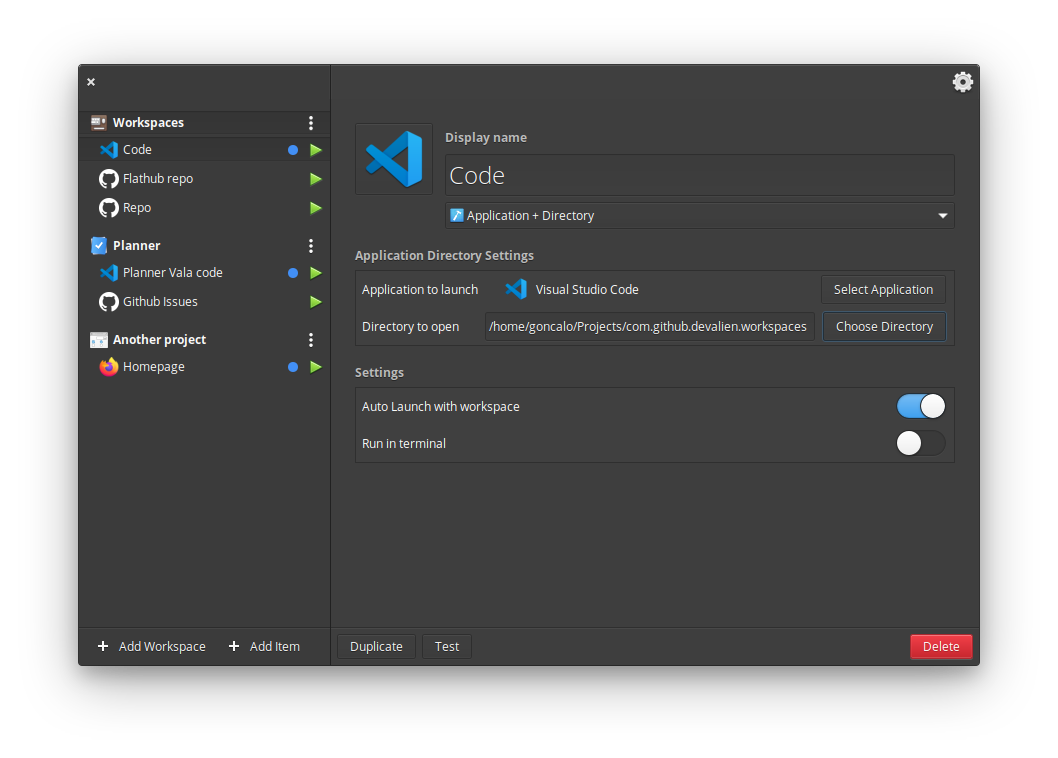 Workspaces
Code
Flathub repo
Repo
Planner
Planner Vala code
Github Issues
Another project
Homepage
Add Workspace
Add Item
Display name
Code
Application + Directory
Application Directory Settings
Application to launch Visual Studio Code Select Application
Directory to open /home/goncalo/Projects/com.github.devalien.workspaces Choose Directory
Settings
Auto Launch with workspace
Run in terminal
Duplicate Test Delete